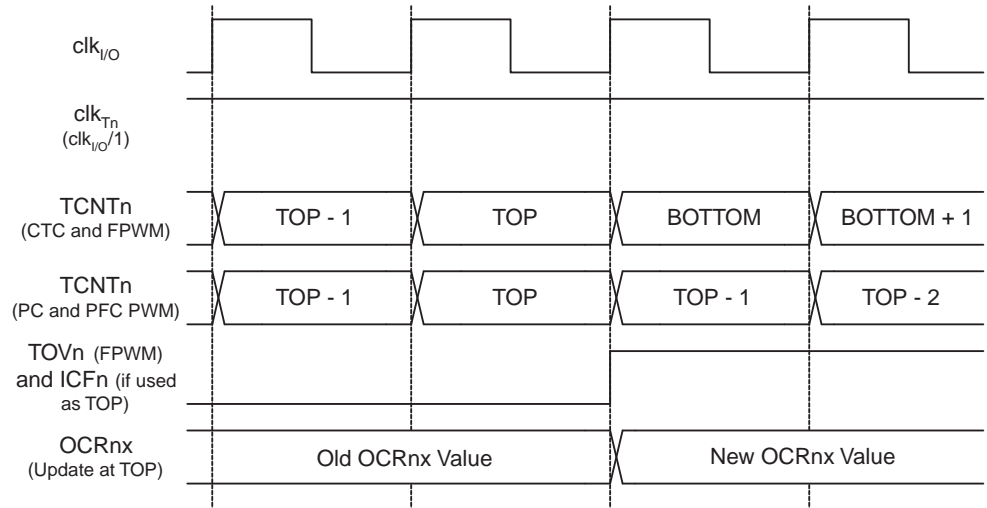 clkI/O
clkTn
(clkI/O/1)
TCNTn
(CTC and FPWM)
TOP - 1
TOP
BOTTOM
BOTTOM + 1
TCNTn
(PC and PFC PWM)
TOP - 1
TOP
TOP - 1
TOP - 2
TOVn (FPWM)
and ICFn (if used
as TOP)
OCRnx
(Update at TOP)
Old OCRnx Value
New OCRnx Value